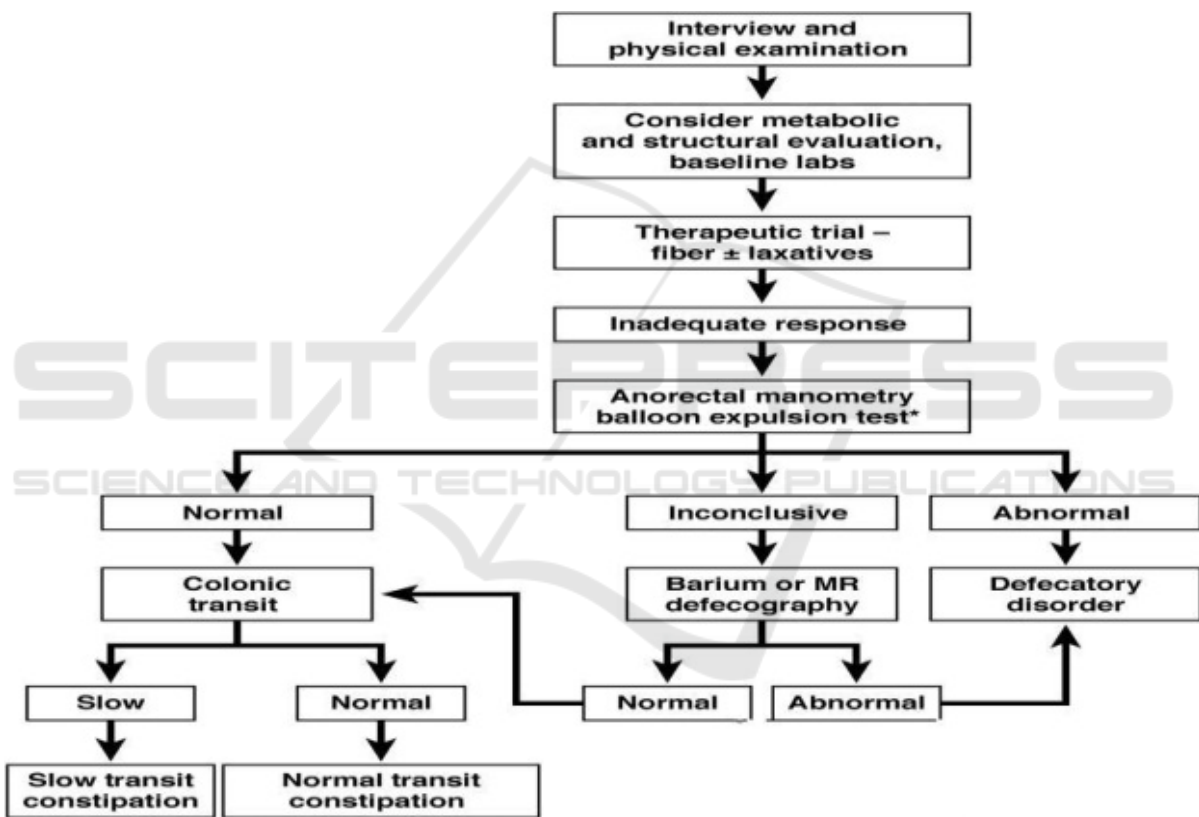 Interview and
physical examination
Consider metabolic
and structural evaluation,
baseline labs
Therapeutic trial –
fiber ± laxatives
Inadequate response
Anorectal manometry
balloon expulsion test*
SCITEPRESS
SCIENCE AND TECHNOLOGY PUBLICATIONS
Normal
Inconclusive
Abnormal
Colonic
transit
Barium or MR
defecography
Defecatory
disorder
Slow
Normal
Normal
Abnormal
Slow transit
constipation
Normal transit
constipation